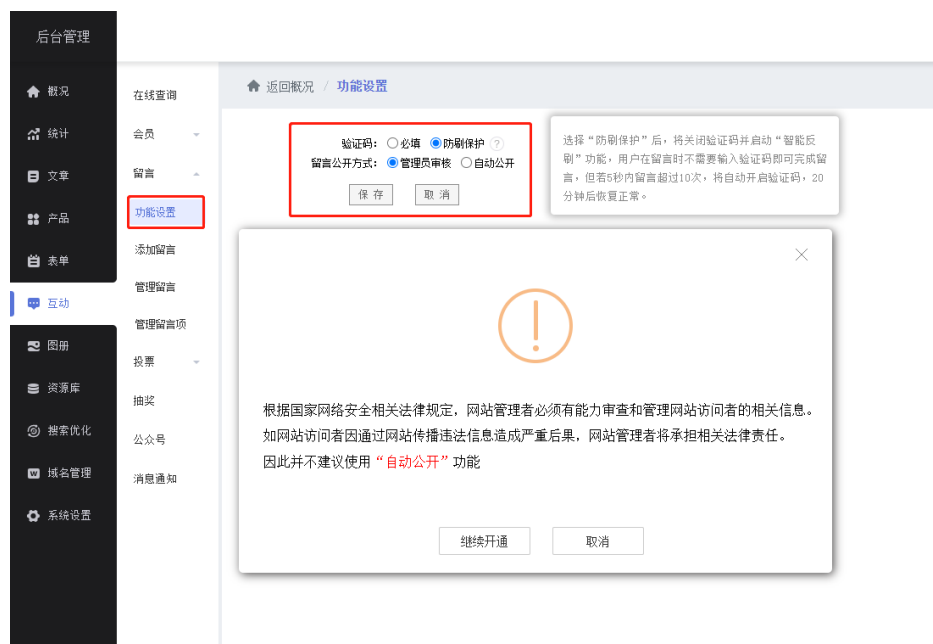 后台管理
概况
统计
文章
产品
表单
互动
图册
资源库
搜索优化
域名管理
系统设置
在线查询
会员
留言
功能设置
添加留言
管理留言
管理留言项
投票
抽奖
公众号
消息通知
返回概况 / 功能设置
验证码: 必填 防刷保护 ?
留言公开方式: 管理员审核 自动公开
保存 取消
选择“防刷保护”后，将关闭验证码并启动“智能反
刷”功能，用户在留言时不需要输入验证码即可完成留
言，但若5秒内留言超过10次，将自动开启验证码，20
分钟后恢复正常。
根据国家网络安全相关法律规定，网站管理者必须有能力审查和管理网站访问者的相关信息。
如网站访问者因通过网站传播违法信息造成严重后果，网站管理者将承担相关法律责任。
因此并不建议使用“自动公开”功能
继续开通 取消